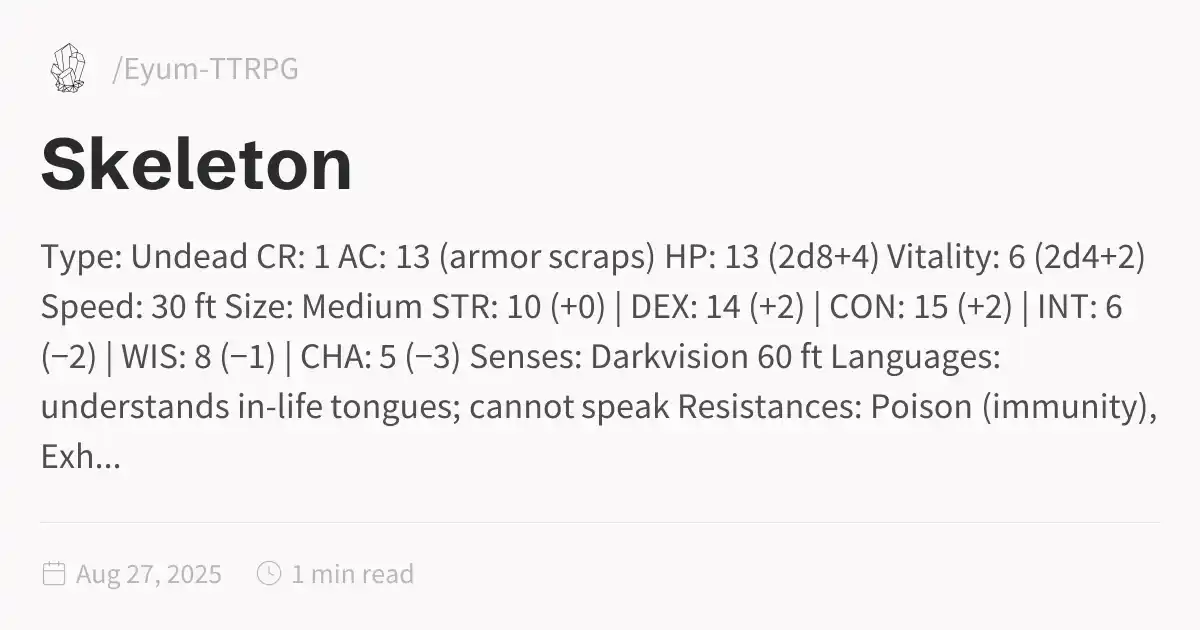 /Eyum-TTRPG
Skeleton
Type: Undead CR: 1 AC: 13 (armor scraps) HP: 13 (2d8+4) Vitality: 6 (2d4+2)
Speed: 30 ft Size: Medium STR: 10 (+0) | DEX: 14 (+2) | CON: 15 (+2) | INT: 6
(−2) | WIS: 8 (−1) | CHA: 5 (−3) Senses: Darkvision 60 ft Languages:
understands in-life tongues; cannot speak Resistances: Poison (immunity),
Exh...
Aug 27, 2025 1 min read